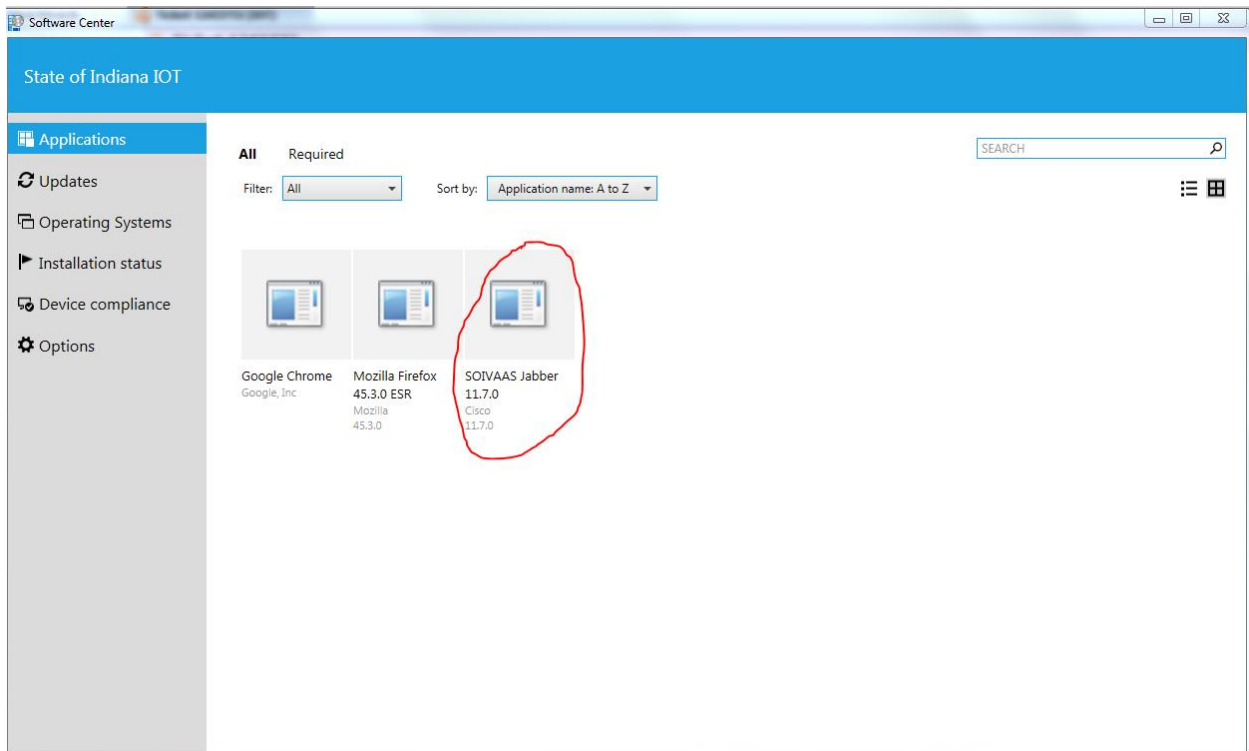 Software Center
State of Indiana IOT
Applications
Updates
Operating Systems
Installation status
Device compliance
Options
All Required
SEARCH
Filter: All Sort by: Application name: A to Z
Google Chrome
Google, Inc
Mozilla Firefox
45.3.0 ESR
Mozilla
45.3.0
SOIVAAS Jabber
11.7.0
Cisco
11.7.0